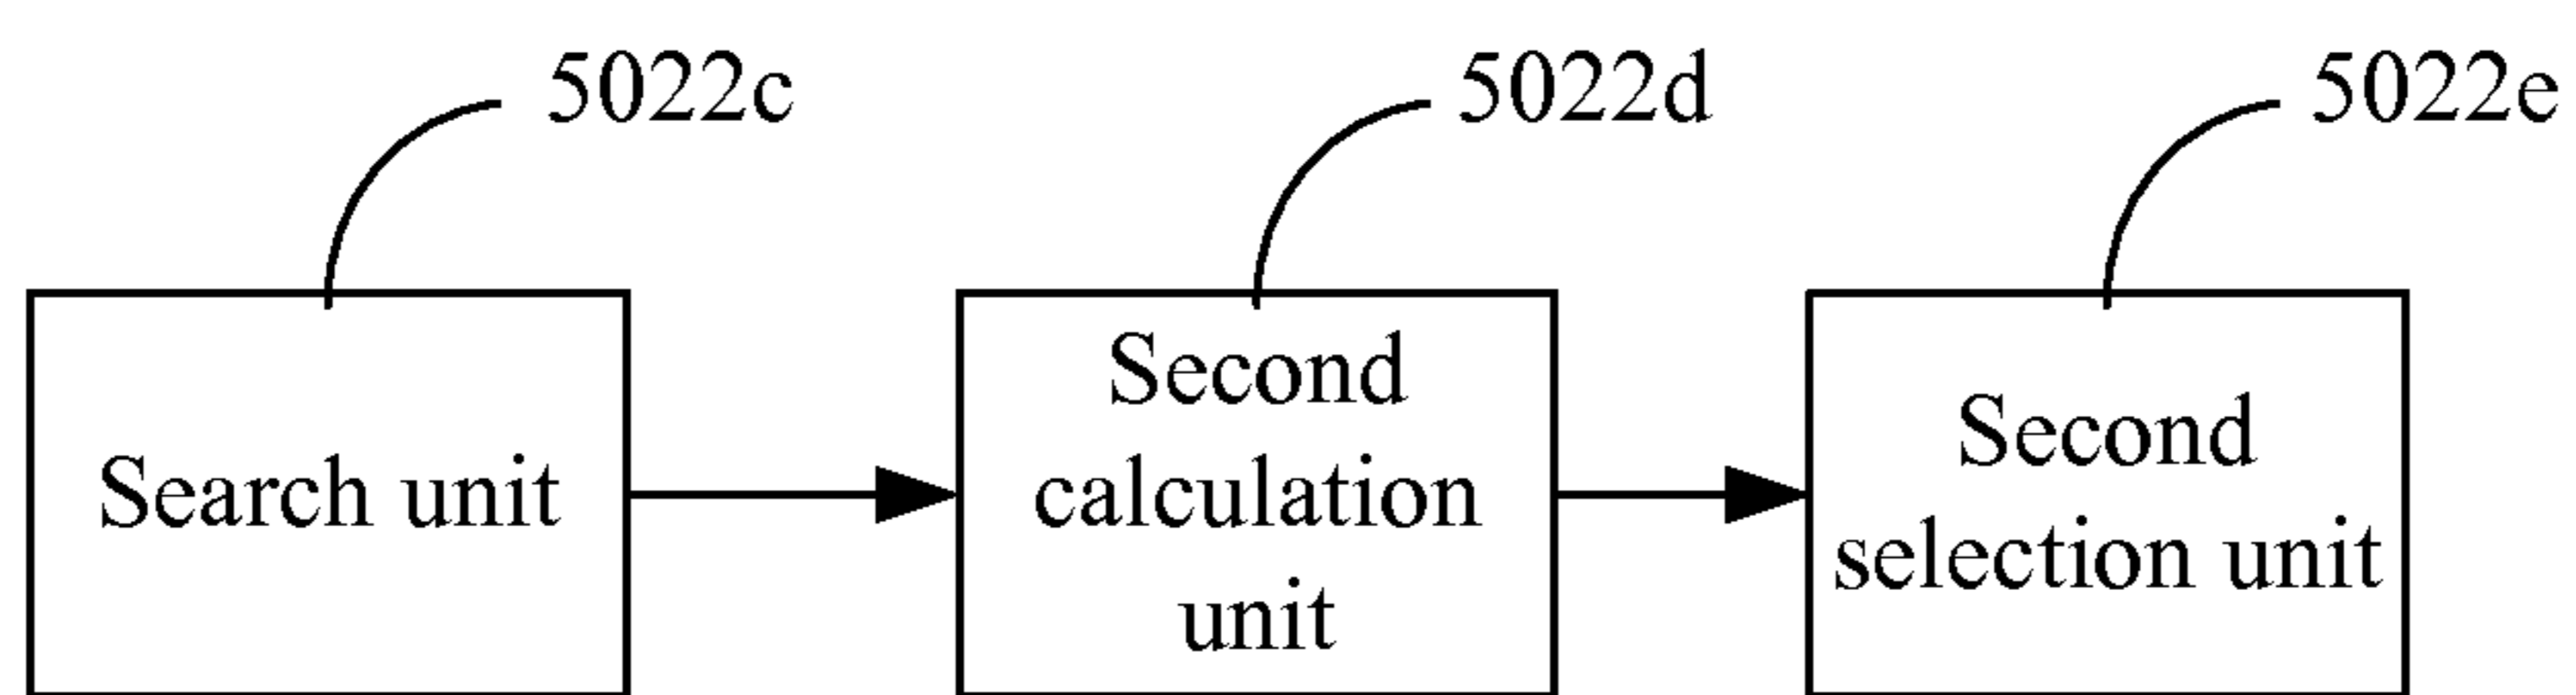 5022c
5022d
5022e
Search unit
Second
calculation
unit
Second
selection unit